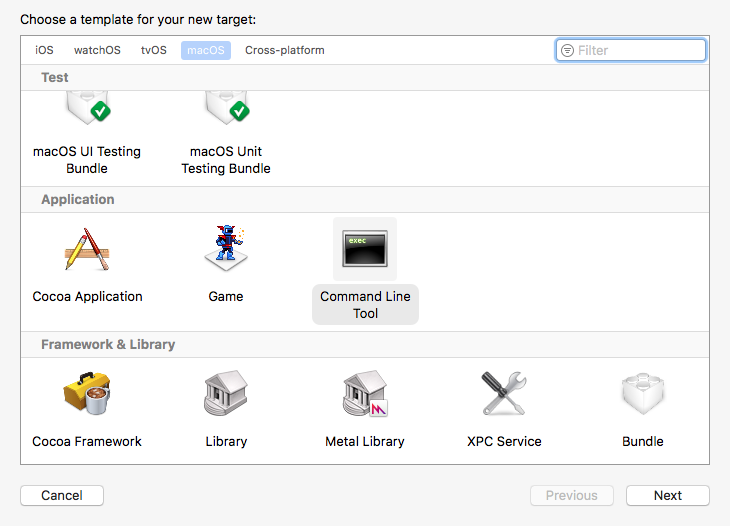 Choose a template for your new target:
iOS watchOS tvOS macOS Cross-platform Filter
Test
macOS UI Testing Bundle
macOS Unit Testing Bundle
Application
Cocoa Application
Game
exec
Command Line Tool
Framework & Library
Cocoa Framework
Library
Metal Library
XPC Service
Bundle
Cancel Previous Next